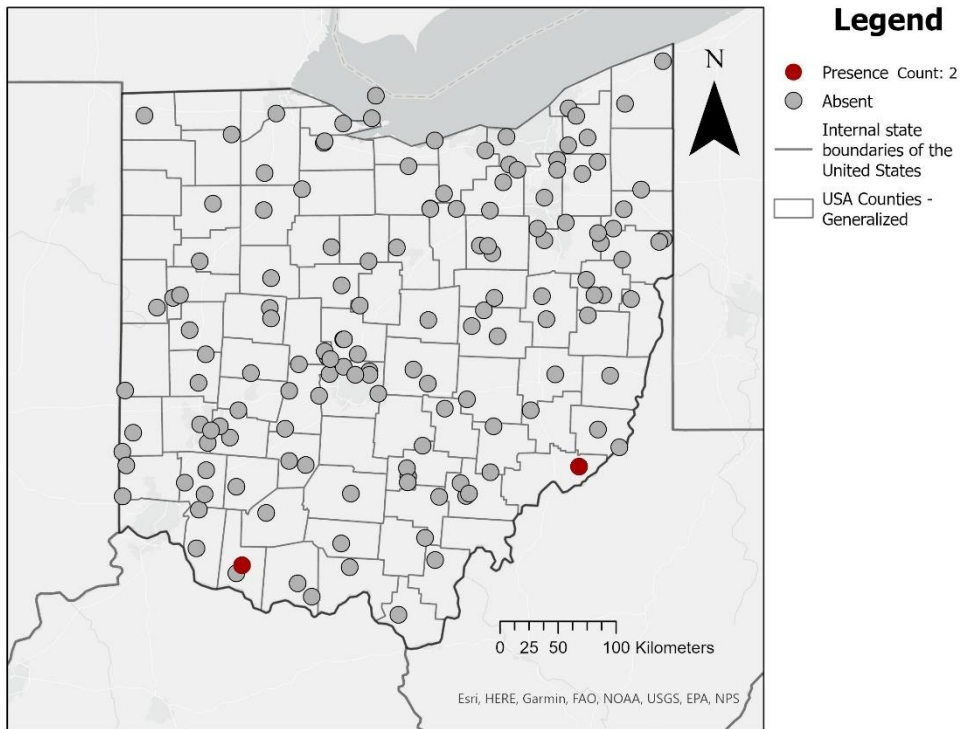 Legend
N
Presence Count: 2
Absent
Internal state
boundaries of the
United States
USA Counties -
Generalized
0 25 50 100 Kilometers
Esri, HERE, Garmin, FAO, NOAA, USGS, EPA, NPS